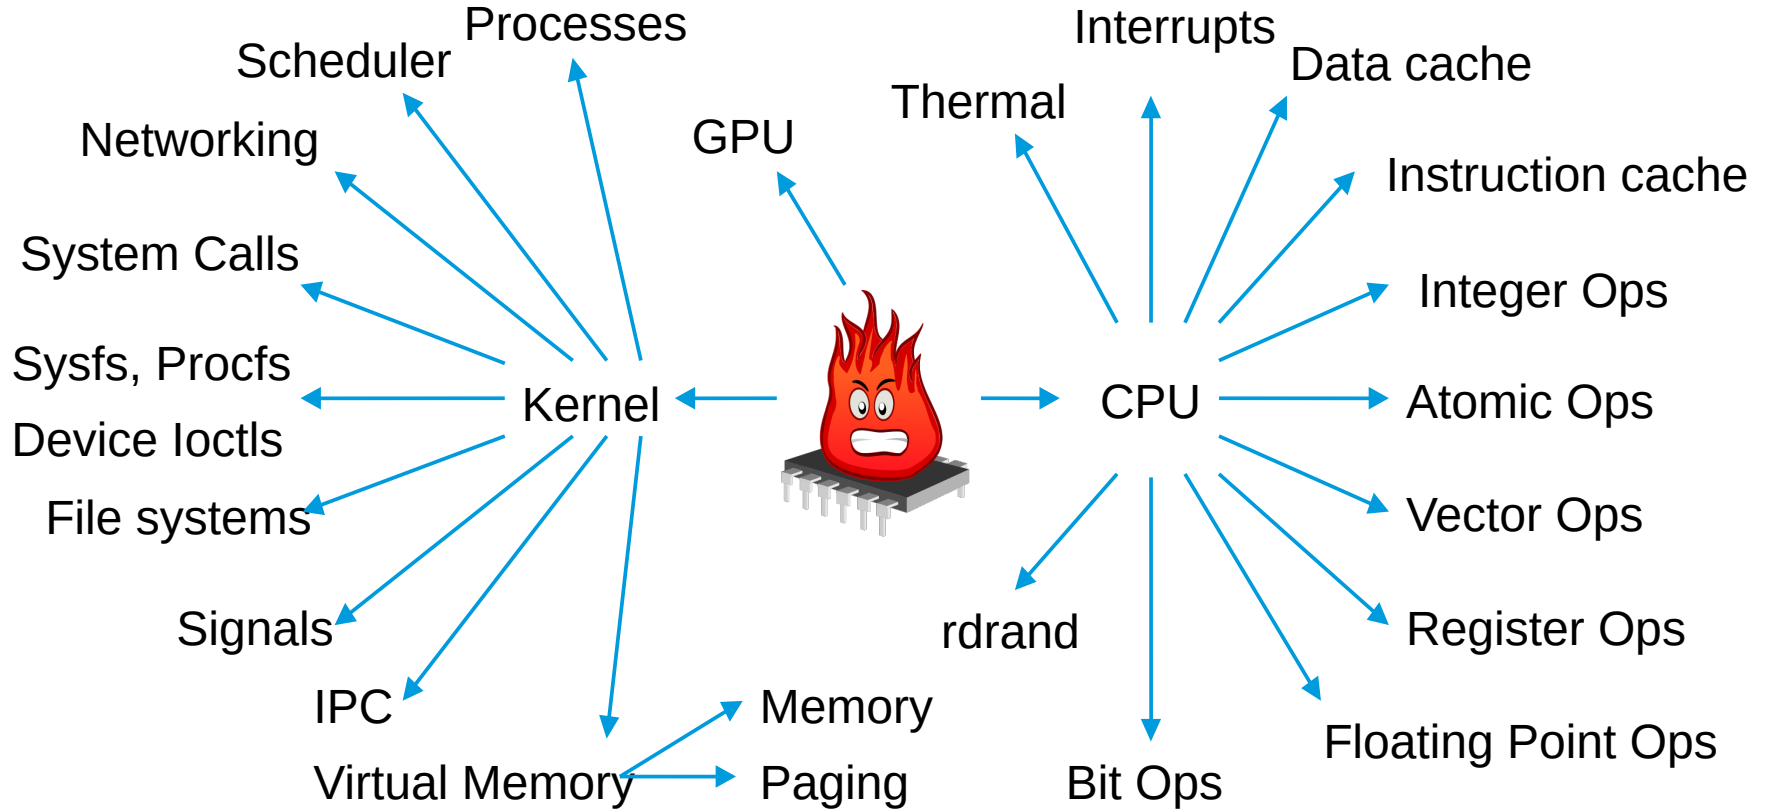 Processes
Interrupts
Scheduler
Data cache
Thermal
GPU
Networking
Instruction cache
System Calls
Integer Ops
Sysfs, Procfs
Kernel
CPU
Atomic Ops
Device Ioctls
File systems
Vector Ops
Signals
rdrand
Register Ops
IPC
Memory
Floating Point Ops
Virtual Memory
Paging
Bit Ops